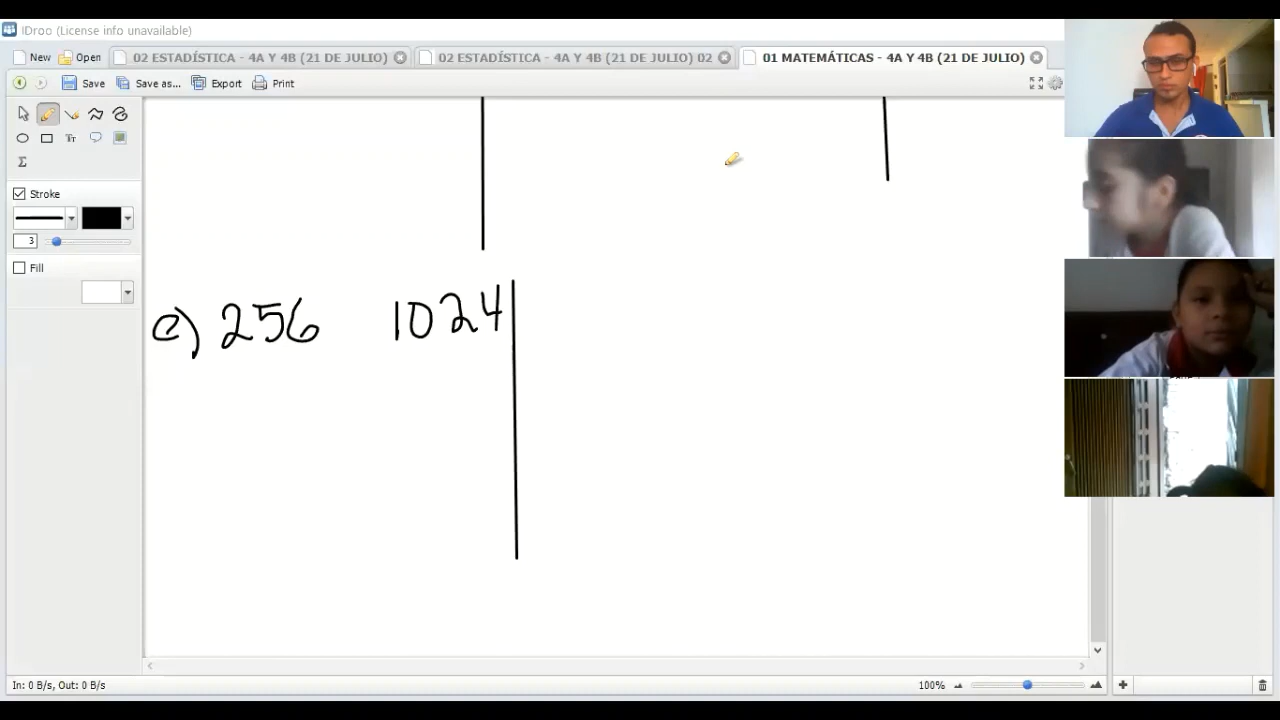 IDroo (License info unavailable)
New Open 02 ESTADÍSTICA - 4A Y 4B (21 DE JULIO) 02 ESTADÍSTICA - 4A Y 4B (21 DE JULIO) 02 01 MATEMÁTICAS - 4A Y 4B (21 DE JULIO)
Save Save as... Export Print
Tt
Σ
Stroke
3
Fill
e) 256 1024
In: 0 B/s, Out: 0 B/s 100%